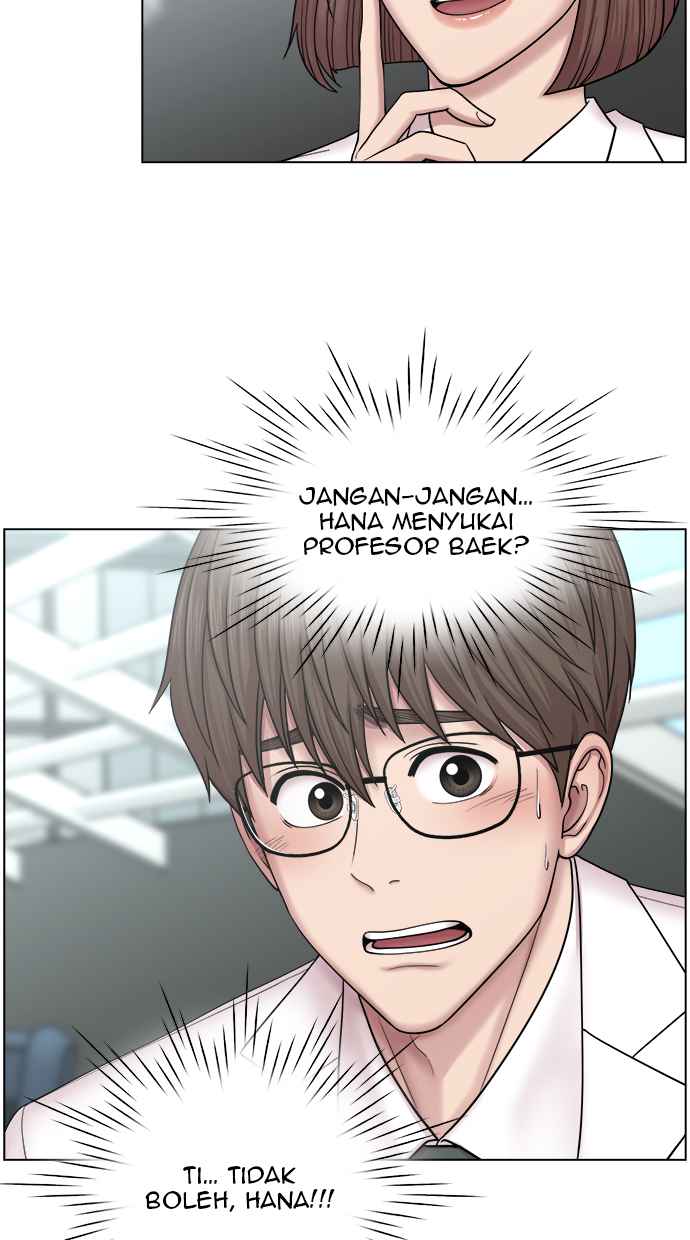 JANGAN-JANGAN...
HANA MENYUKAI
PROFESOR BAEK?
TI... TIDAK
BOLEH, HANA!!!